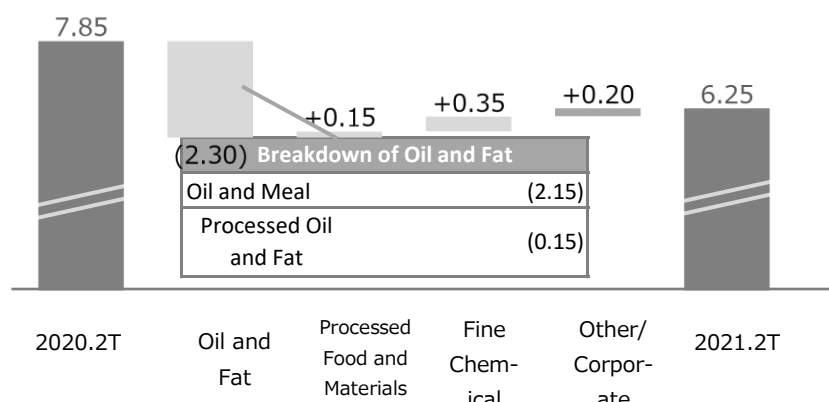 7.85
+0.15
+0.35
+0.20
6.25
(2.30)
Breakdown of Oil and Fat
Oil and Meal (2.15)
Processed Oil
and Fat
(0.15)
2020.2T
Oil and
Fat
Processed
Food and
Materials
Fine
Chem-
ical
Other/
Corpor-
ate
2021.2T